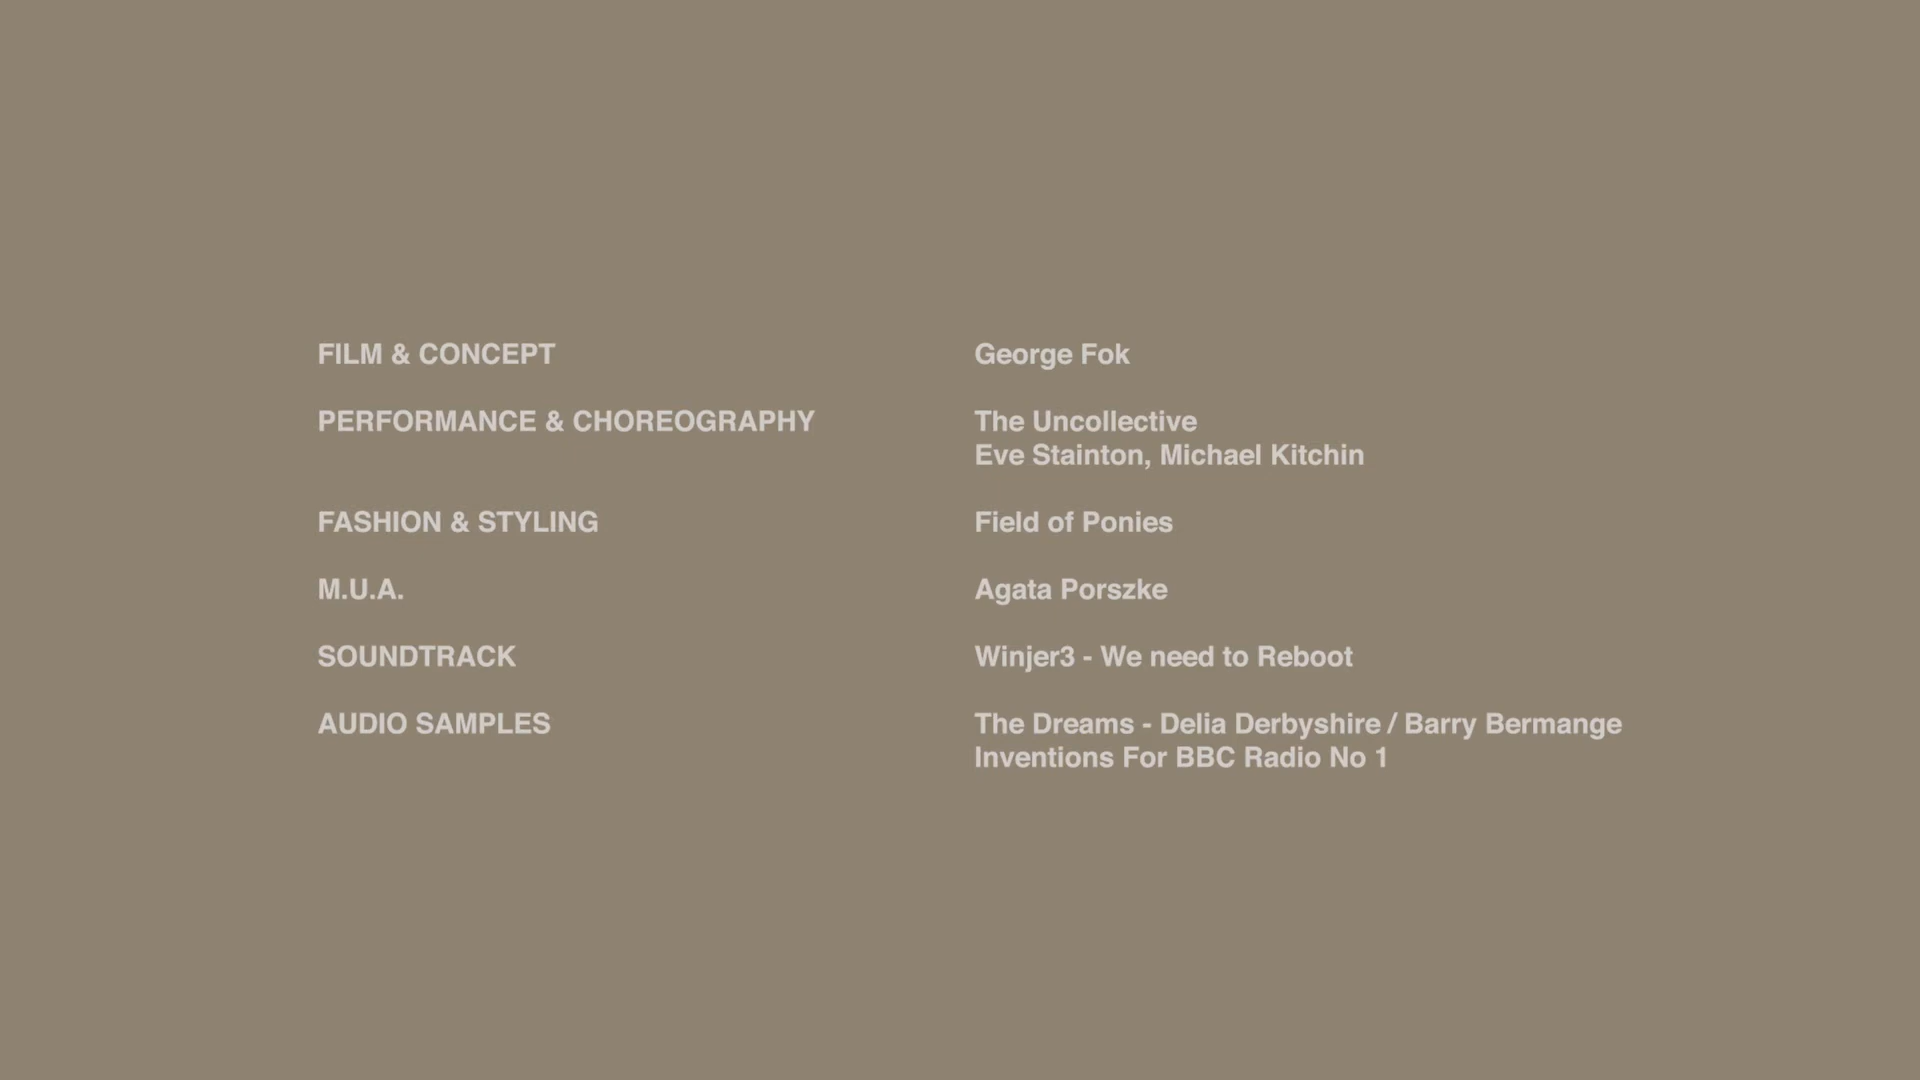 FILM & CONCEPT George Fok
PERFORMANCE & CHOREOGRAPHY The Uncollective
Eve Stainton, Michael Kitchin
FASHION & STYLING Field of Ponies
M.U.A. Agata Porszke
SOUNDTRACK Winjer3 - We need to Reboot
AUDIO SAMPLES The Dreams - Delia Derbyshire / Barry Bermange
Inventions For BBC Radio No 1